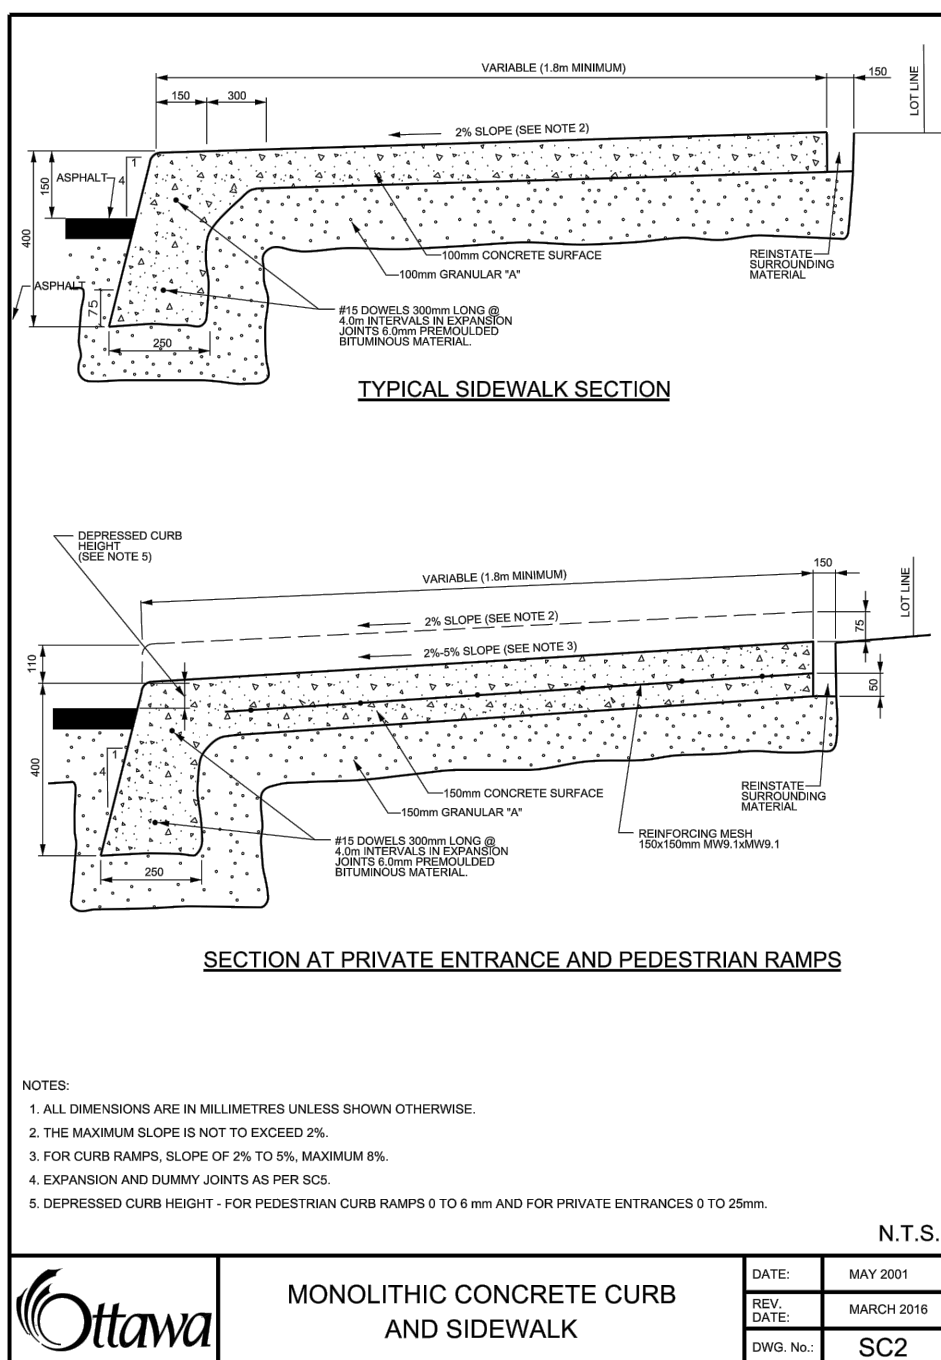 VARIABLE (1.8m MINIMUM)
150
LOT LINE
150
300
2% SLOPE (SEE NOTE 2)
1
4
ASPHALT
150
400
ASPHALT
75
250
100mm CONCRETE SURFACE
100mm GRANULAR "A"
REINSTATE
SURROUNDING
MATERIAL
#15 DOWELS 300mm LONG @
4.0m INTERVALS IN EXPANSION
JOINTS 6.0mm PREMOULDED
BITUMINOUS MATERIAL.
TYPICAL SIDEWALK SECTION
DEPRESSED CURB
HEIGHT
(SEE NOTE 5)
VARIABLE (1.8m MINIMUM)
150
LOT LINE
2% SLOPE (SEE NOTE 2)
75
2%-5% SLOPE (SEE NOTE 3)
110
50
400
1
4
150mm CONCRETE SURFACE
150mm GRANULAR "A"
REINSTATE
SURROUNDING
MATERIAL
REINFORCING MESH
150x150mm MW9.1xMW9.1
#15 DOWELS 300mm LONG @
4.0m INTERVALS IN EXPANSION
JOINTS 6.0mm PREMOULDED
BITUMINOUS MATERIAL.
250
SECTION AT PRIVATE ENTRANCE AND PEDESTRIAN RAMPS
NOTES:
1. ALL DIMENSIONS ARE IN MILLIMETRES UNLESS SHOWN OTHERWISE.
2. THE MAXIMUM SLOPE IS NOT TO EXCEED 2%.
3. FOR CURB RAMPS, SLOPE OF 2% TO 5%, MAXIMUM 8%.
4. EXPANSION AND DUMMY JOINTS AS PER SC5.
5. DEPRESSED CURB HEIGHT - FOR PEDESTRIAN CURB RAMPS 0 TO 6 mm AND FOR PRIVATE ENTRANCES 0 TO 25mm.
N.T.S.
Ottawa
MONOLITHIC CONCRETE CURB
AND SIDEWALK
DATE:
MAY 2001
REV.
DATE:
MARCH 2016
DWG. No.:
SC2